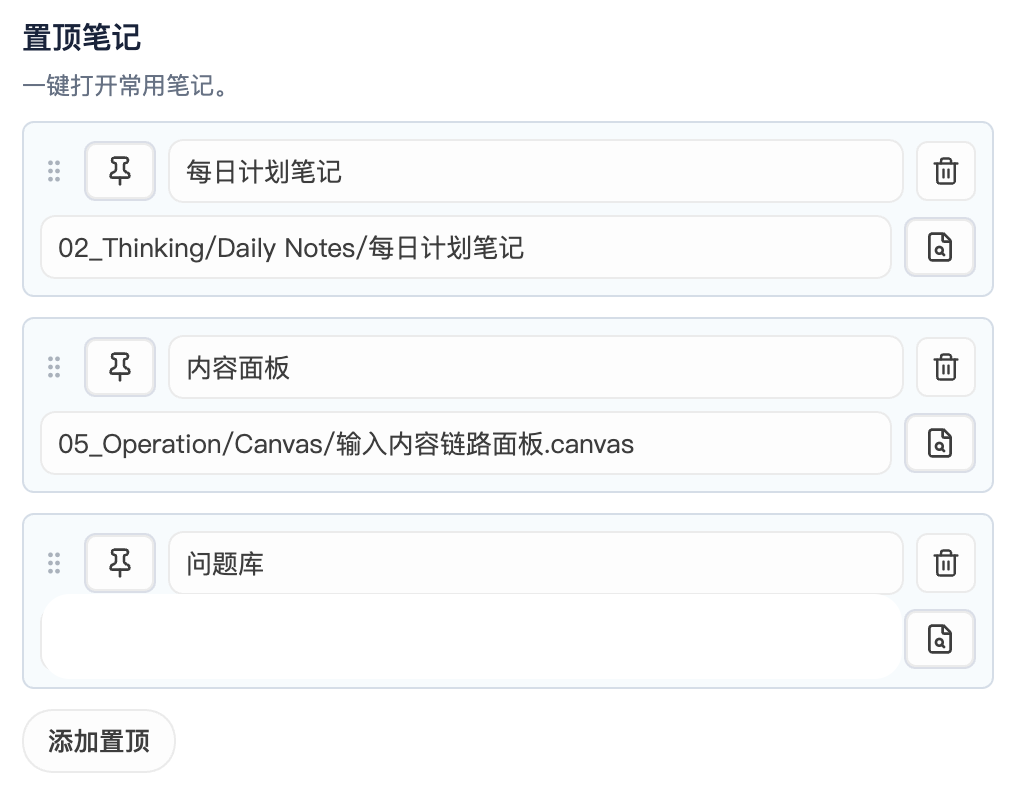 置顶笔记
一键打开常用笔记。
每日计划笔记
02_Thinking/Daily Notes/每日计划笔记
内容面板
05_Operation/Canvas/输入内容链路面板.canvas
问题库
添加置顶